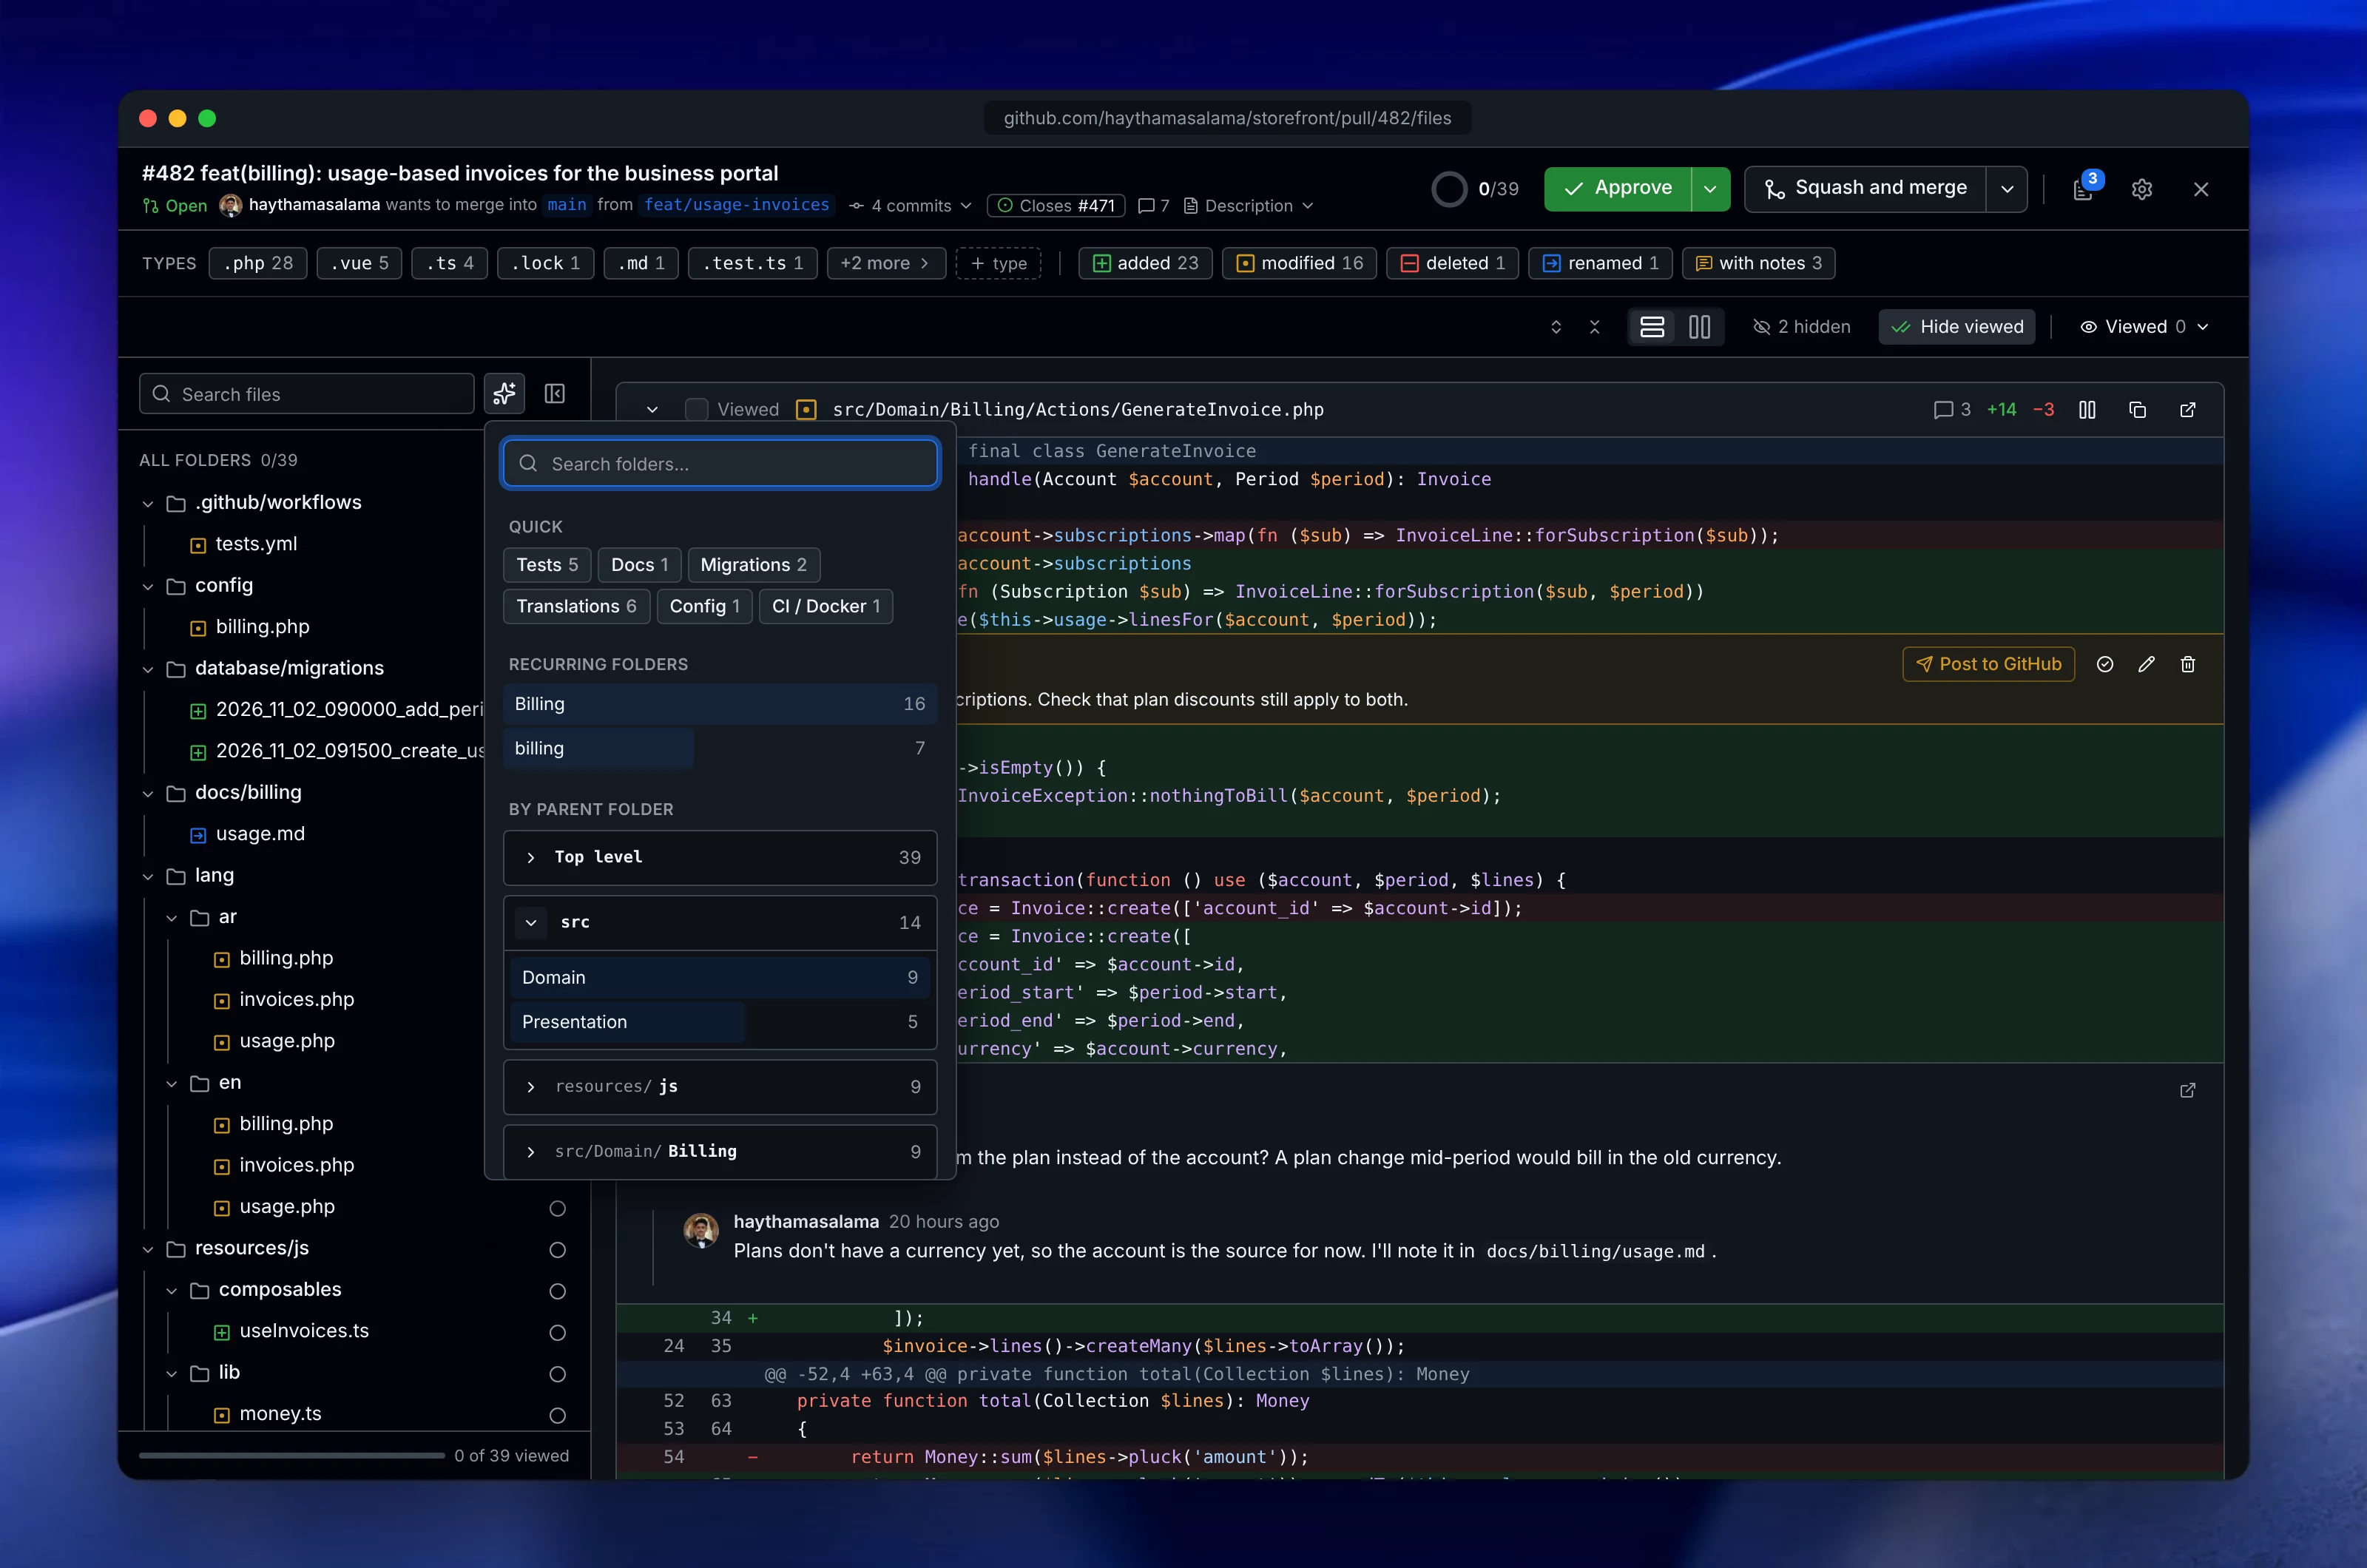 github.com/haythamasalama/storefront/pull/482/files
#482 feat(billing): usage-based invoices for the business portal
Open haythamasalama wants to merge into main from feat/usage-invoices 4 commits Closes #471 7 Description
0/39 Approve Squash and merge 3
TYPES .php 28 .vue 5 .ts 4 .lock 1 .md 1 .test.ts 1 +2 more + type added 23 modified 16 deleted 1 renamed 1 with notes 3
2 hidden Hide viewed Viewed 0
Search files
ALL FOLDERS 0/39
.github/workflows
tests.yml
config
billing.php
database/migrations
2026_11_02_090000_add_peri
2026_11_02_091500_create_us
docs/billing
usage.md
lang
ar
billing.php
invoices.php
usage.php
en
billing.php
invoices.php
usage.php
resources/js
composables
useInvoices.ts
lib
money.ts
0 of 39 viewed
Search folders...
QUICK
Tests 5 Docs 1 Migrations 2
Translations 6 Config 1 CI / Docker 1
RECURRING FOLDERS
Billing 16
billing 7
BY PARENT FOLDER
Top level 39
src 14
Domain 9
Presentation 5
resources/ js 9
src/Domain/ Billing 9
Viewed src/Domain/Billing/Actions/GenerateInvoice.php 3 +14 −3
final class GenerateInvoice
handle(Account $account, Period $period): Invoice
account->subscriptions->map(fn ($sub) => InvoiceLine::forSubscription($sub));
account->subscriptions
fn (Subscription $sub) => InvoiceLine::forSubscription($sub, $period))
e($this->usage->linesFor($account, $period));
Post to GitHub
criptions. Check that plan discounts still apply to both.
->isEmpty()) {
InvoiceException::nothingToBill($account, $period);
transaction(function () use ($account, $period, $lines) {
ce = Invoice::create(['account_id' => $account->id]);
ce = Invoice::create([
ccount_id' => $account->id,
eriod_start' => $period->start,
eriod_end' => $period->end,
urrency' => $account->currency,
m the plan instead of the account? A plan change mid-period would bill in the old currency.
haythamasalama 20 hours ago
Plans don't have a currency yet, so the account is the source for now. I'll note it in docs/billing/usage.md.
34 + ]);
24 35 $invoice->lines()->createMany($lines->toArray());
@@ -52,4 +63,4 @@ private function total(Collection $lines): Money
52 63 private function total(Collection $lines): Money
53 64 {
54 - return Money::sum($lines->pluck('amount'));